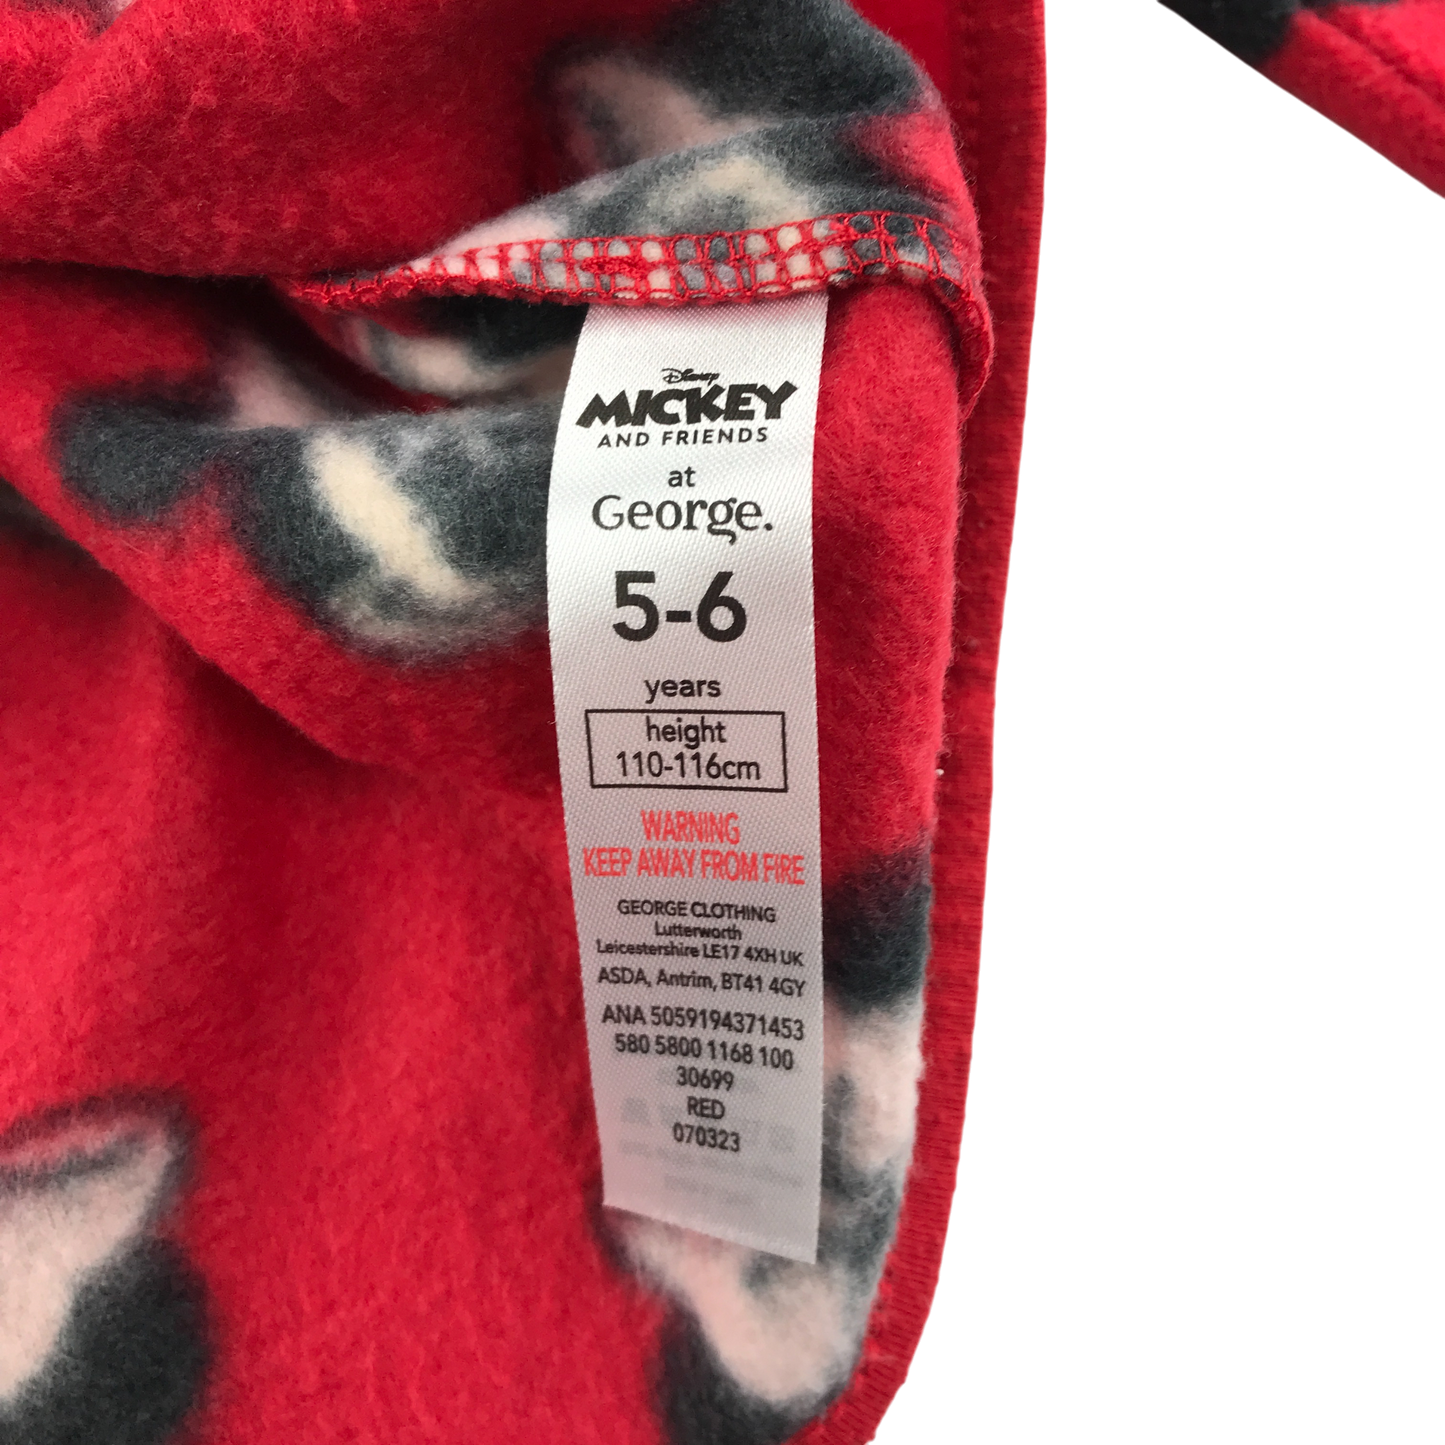 Disney
MICKEY
AND FRIENDS
at
George.
5-6
years
height
110-116cm
WARNING
KEEP AWAY FROM FIRE
GEORGE CLOTHING
Lutterworth
Leicestershire LE17 4XH UK
ASDA, Antrim, BT41 4GY
ANA 5059194371453
580 5800 1168 100
30699
RED
070323